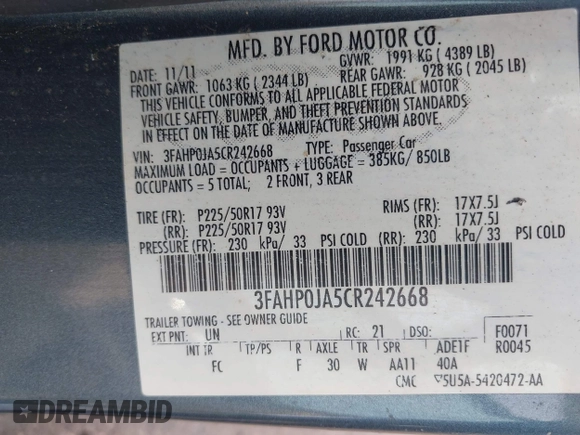 MFD. BY FORD MOTOR CO.
DATE: 11/11
GVWR: 1991 KG ( 4389 LB)
FRONT GAWR: 1063 KG ( 2344 LB)
REAR GAWR: 928 KG ( 2045 LB)
THIS VEHICLE CONFORMS TO ALL APPLICABLE FEDERAL MOTOR
VEHICLE SAFETY, BUMPER, AND THEFT PREVENTION STANDARDS
IN EFFECT ON THE DATE OF MANUFACTURE SHOWN ABOVE.
VIN: 3FAHP0JA5CR242668 TYPE: Passenger Car
MAXIMUM LOAD = OCCUPANTS + LUGGAGE = 385KG/ 850LB
OCCUPANTS = 5 TOTAL; 2 FRONT, 3 REAR
TIRE (FR): P225/50R17 93V RIMS (FR): 17X7.5J
(RR): P225/50R17 93V (RR): 17X7.5J
PRESSURE (FR): 230 kPa/ 33 PSI COLD (RR): 230 kPa/ 33 PSI COLD
3FAHP0JA5CR242668
TRAILER TOWING - SEE OWNER GUIDE
EXT PNT: UN RC: 21 DSO: F0071
INT TR TP/PS R AXLE TR SPR ADE1F R0045
FC F 30 W AA11 40A
CMC 5U5A-5420472-AA
DREAMBID